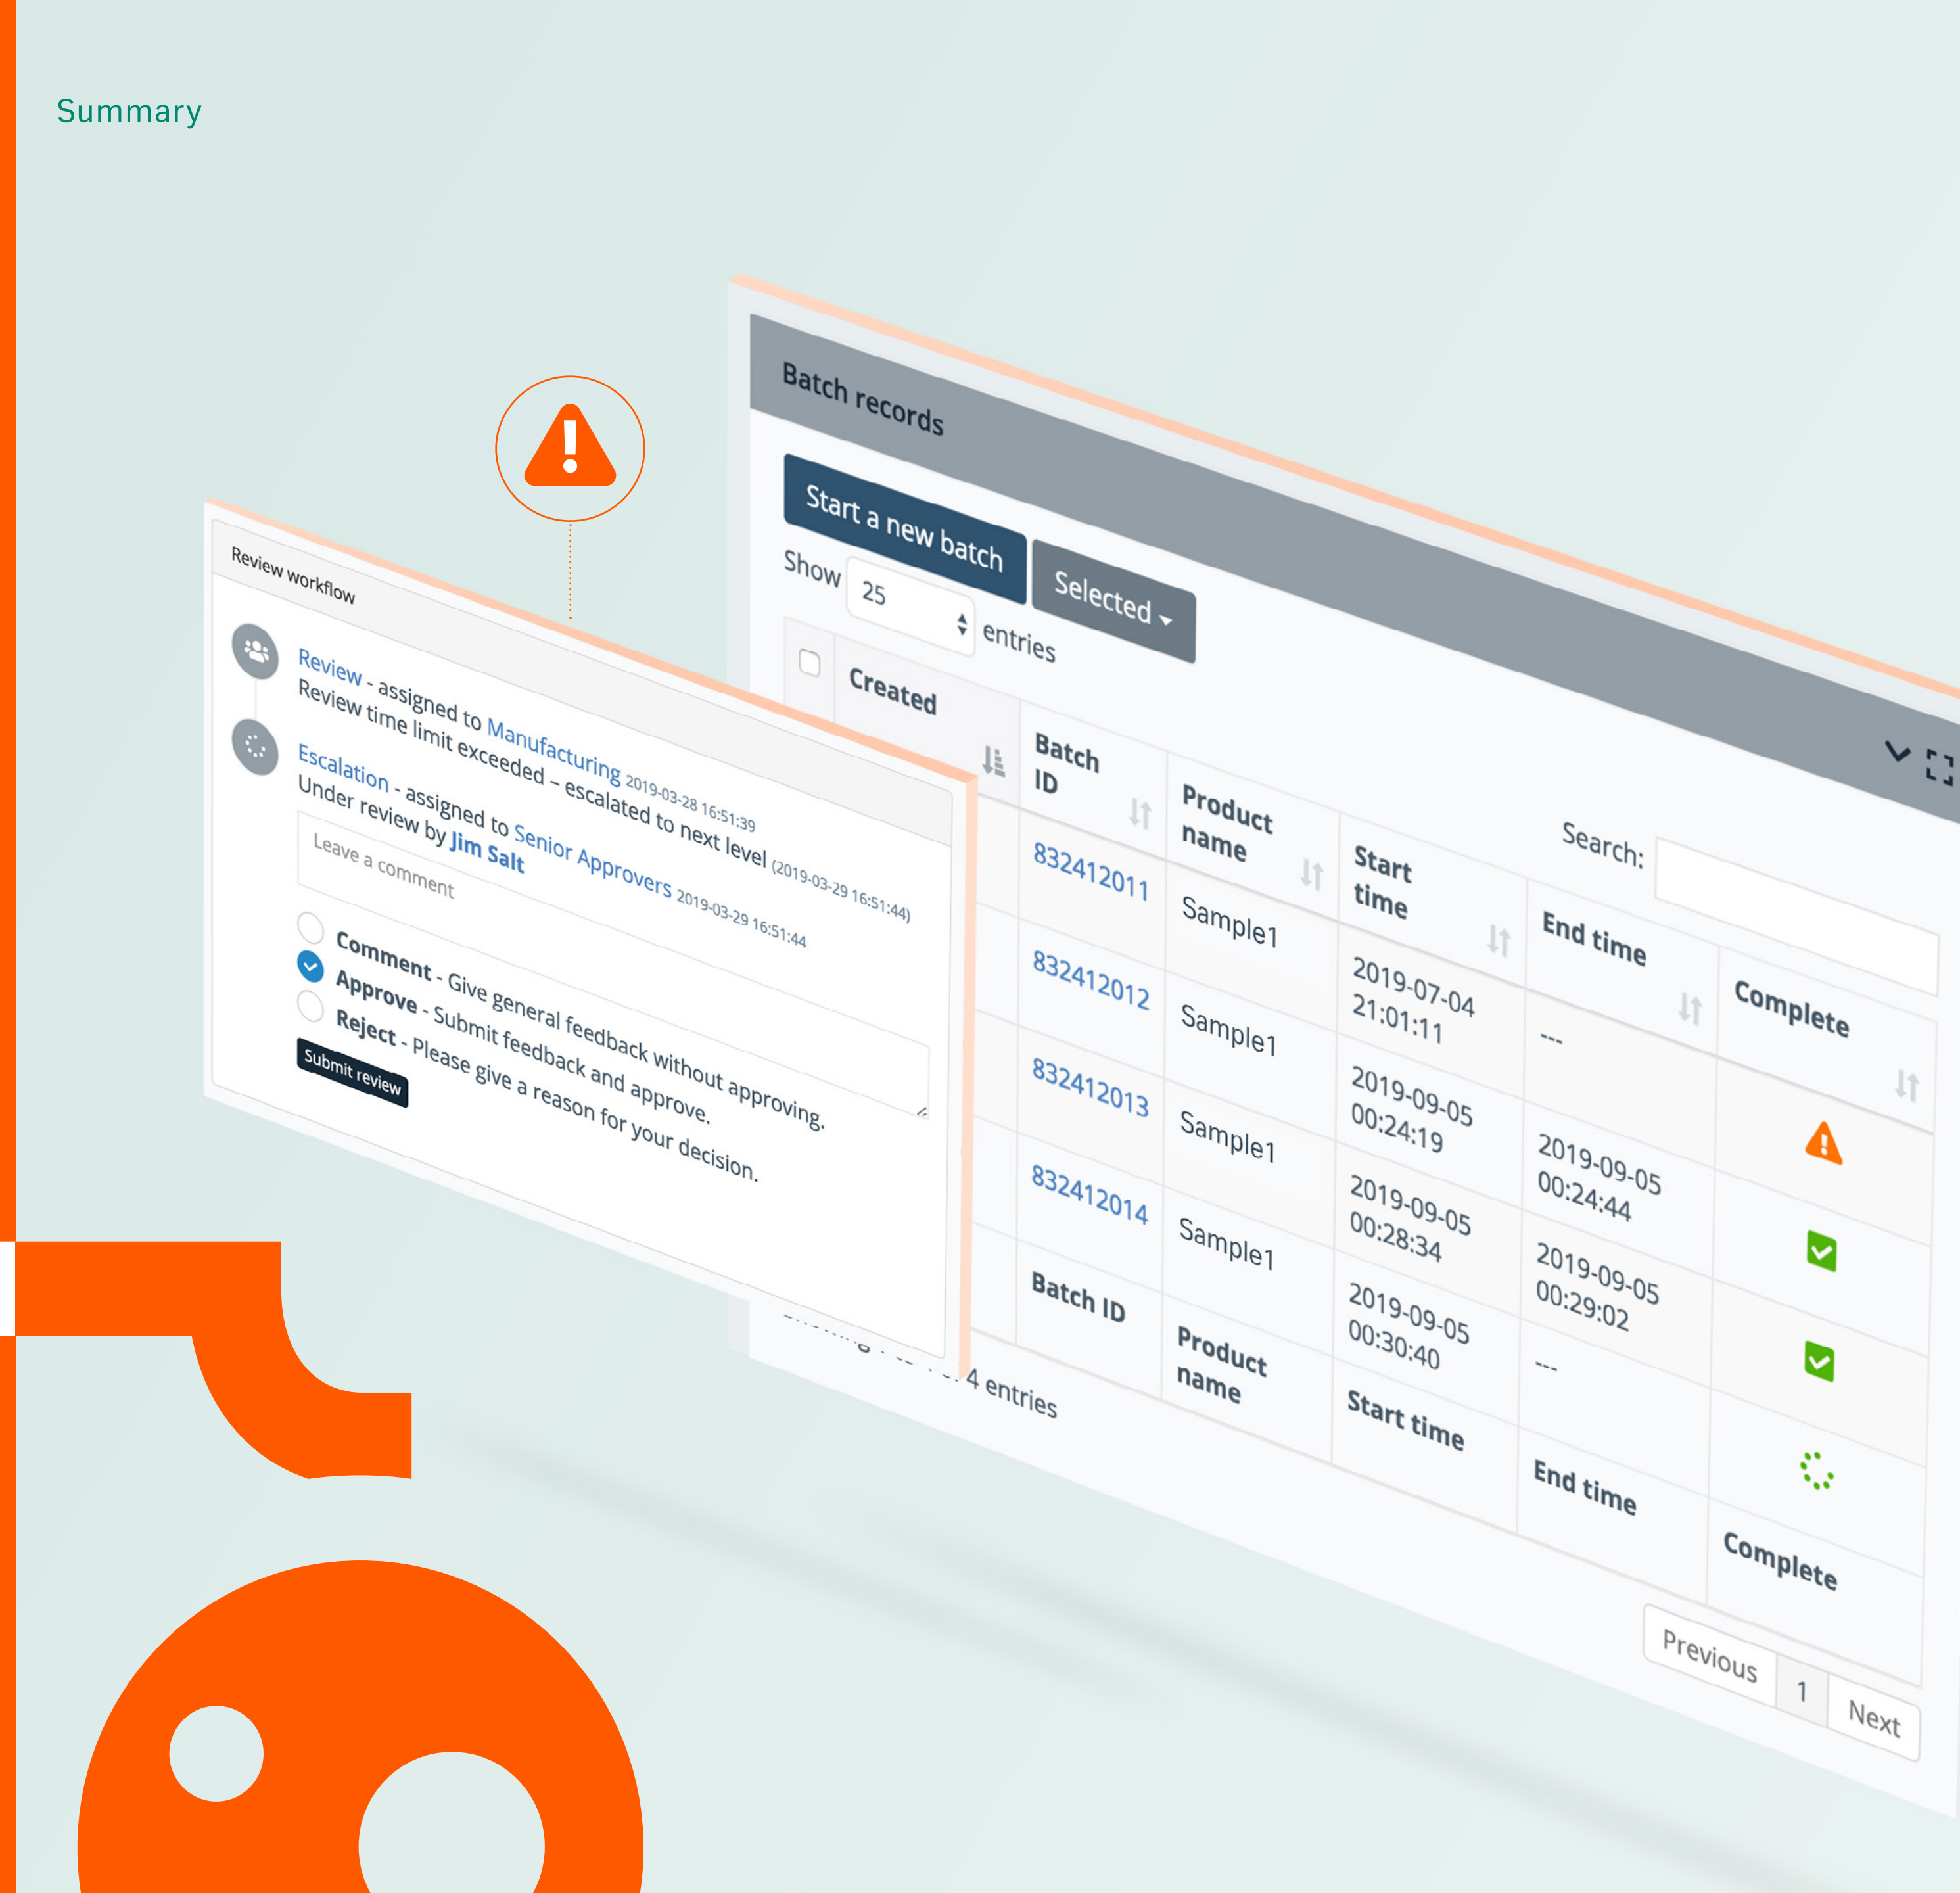 Summary
Review workflow
Review - assigned to Manufacturing 2019-03-28 16:51:39
Review time limit exceeded – escalated to next level (2019-03-29 16:51:44)
Escalation - assigned to Senior Approvers 2019-03-29 16:51:44
Under review by Jim Salt
Leave a comment
Comment - Give general feedback without approving.
Approve - Submit feedback and approve.
Reject - Please give a reason for your decision.
Submit review
Batch records
Start a new batch
Selected
Show 25 entries
Search:
Created
Batch
ID
Product
name
Start
time
End time
Complete
832412011
Sample1
2019-07-04
21:01:11
---
832412012
Sample1
2019-09-05
00:24:19
2019-09-05
00:24:44
832412013
Sample1
2019-09-05
00:28:34
2019-09-05
00:29:02
832412014
Sample1
2019-09-05
00:30:40
---
Batch ID
Product
name
Start time
End time
Complete
4 entries
Previous
1
Next